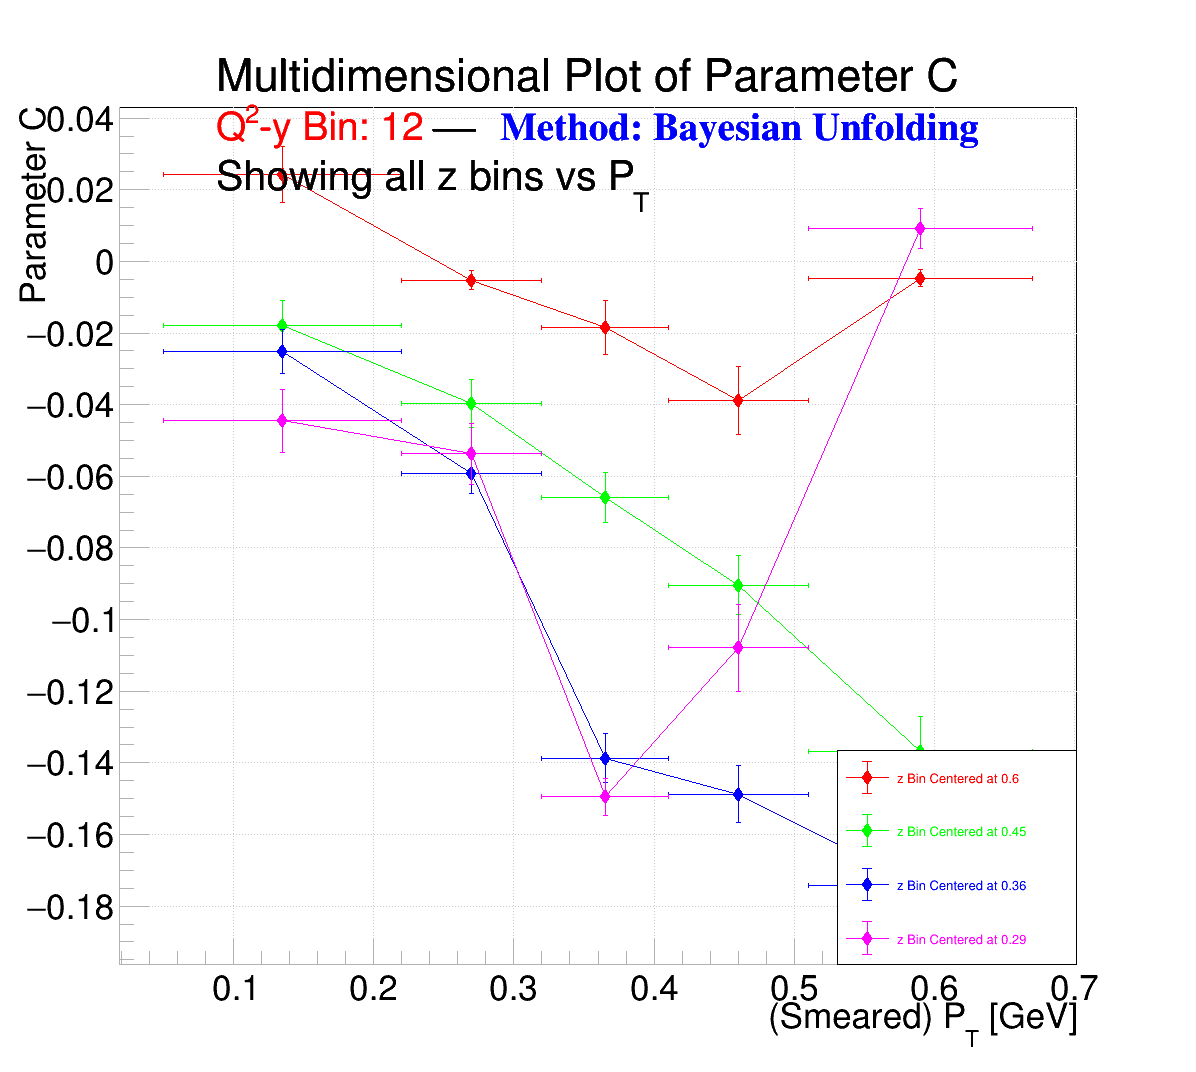 Multidimensional Plot of Parameter C
Q²-y Bin: 12 — Method: Bayesian Unfolding
Showing all z bins vs P_T
Parameter C
0.04
0.02
0
−0.02
−0.04
−0.06
−0.08
−0.1
−0.12
−0.14
−0.16
−0.18
z Bin Centered at 0.6
z Bin Centered at 0.45
z Bin Centered at 0.36
z Bin Centered at 0.29
0.1 0.2 0.3 0.4 0.5 0.6 0.7
(Smeared) P_T [GeV]